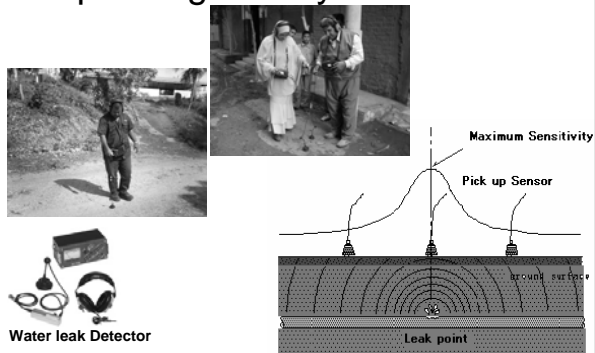 Maximum Sensitivity
Pick up Sensor
ground surface
Water leak Detector
Leak point